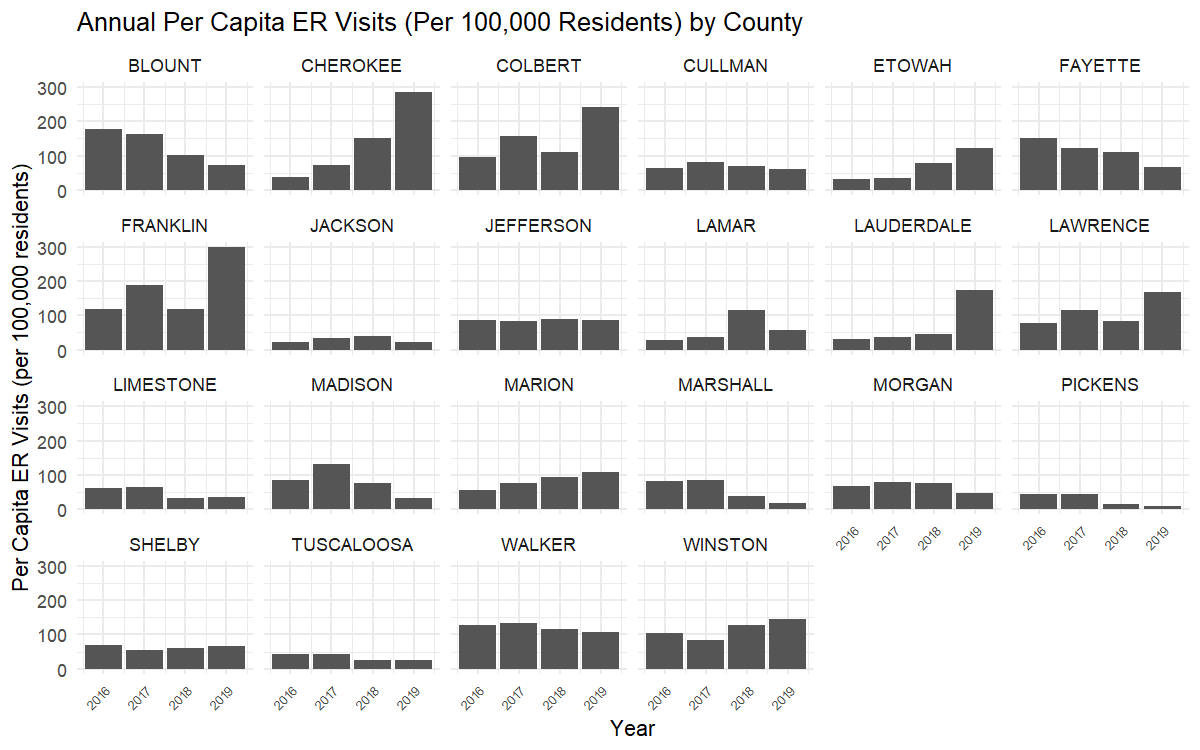 Annual Per Capita ER Visits (Per 100,000 Residents) by County
Per Capita ER Visits (per 100,000 residents)
BLOUNT CHEROKEE COLBERT CULLMAN ETOWAH FAYETTE
300
200
100
0
FRANKLIN JACKSON JEFFERSON LAMAR LAUDERDALE LAWRENCE
300
200
100
0
LIMESTONE MADISON MARION MARSHALL MORGAN PICKENS
300
200
100
0
2016 2017 2018 2019 2016 2017 2018 2019
SHELBY TUSCALOOSA WALKER WINSTON
300
200
100
0
2016 2017 2018 2019 2016 2017 2018 2019 2016 2017 2018 2019 2016 2017 2018 2019
Year